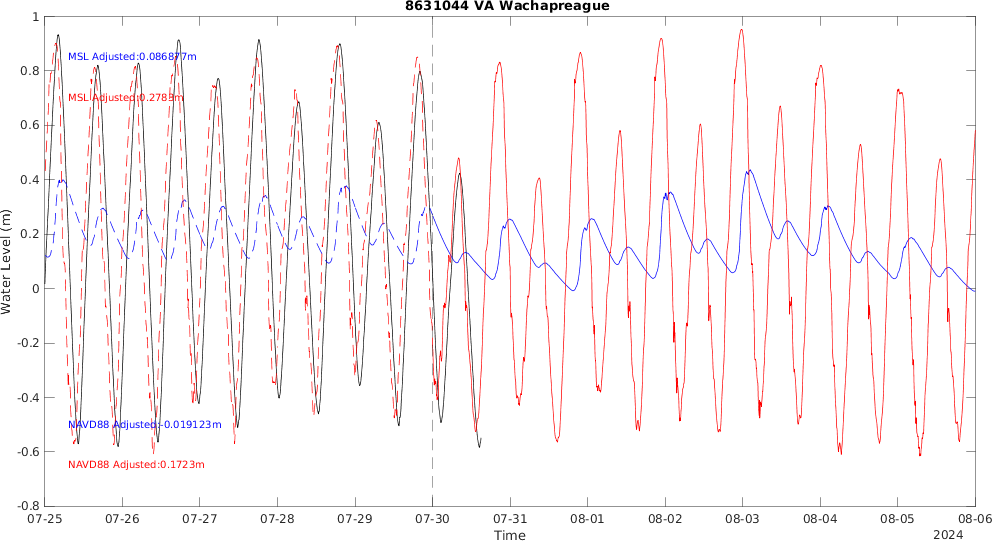 8631044 VA Wachapreague
1
MSL Adjusted:0.086877m
0.8
MSL Adjusted:0.2783m
0.6
0.4
Water Level (m)
0.2
0
-0.2
-0.4
NAVD88 Adjusted:-0.019123m
NAVD88 Adjusted:0.1723m
-0.6
-0.8
07-25 07-26 07-27 07-28 07-29 07-30 07-31 08-01 08-02 08-03 08-04 08-05 08-06
Time
2024